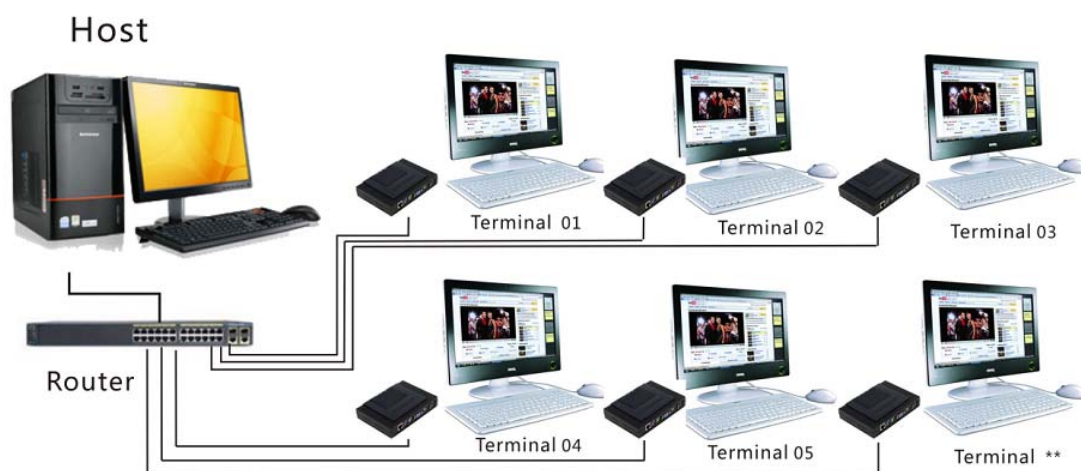 Host
Terminal 01
Terminal 02
Terminal 03
Router
Terminal 04
Terminal 05
Terminal **